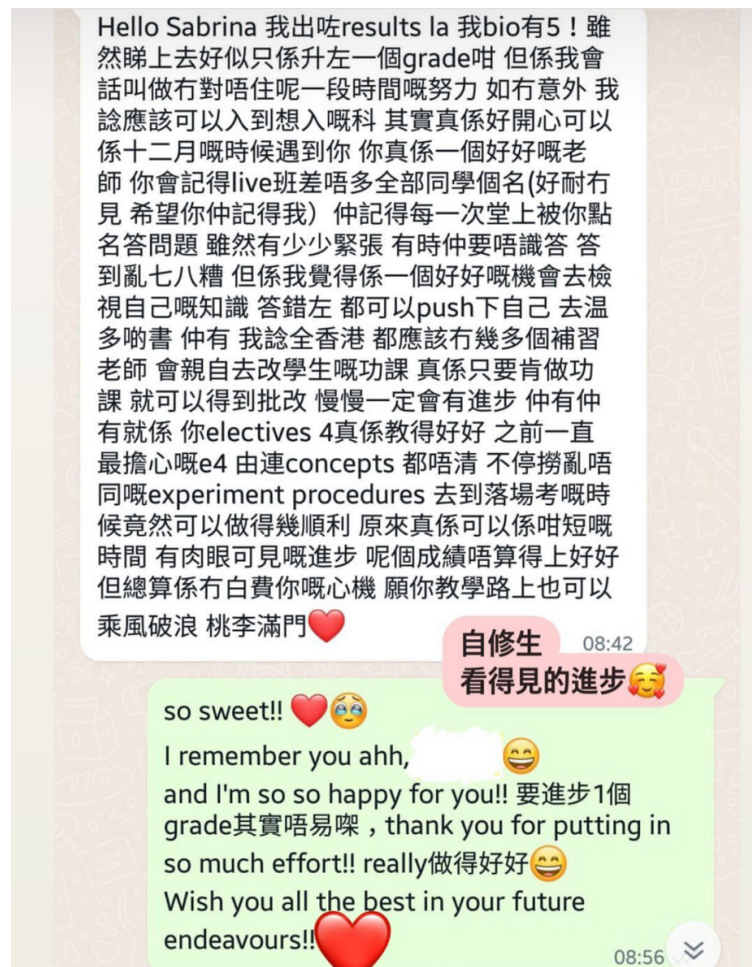 Hello Sabrina 我出咗results la 我bio有5！雖
然睇上去好似只係升左一個grade咁 但係我會
話叫做冇對唔住呢一段時間嘅努力 如冇意外 我
諗應該可以入到想入嘅科 其實真係好開心可以
係十二月嘅時候遇到你 你真係一個好好嘅老
師 你會記得live班差唔多全部同學個名(好耐冇
見 希望你仲記得我）仲記得每一次堂上被你點
名答問題 雖然有少少緊張 有時仲要唔識答 答
到亂七八糟 但係我覺得係一個好好嘅機會去檢
視自己嘅知識 答錯左 都可以push下自己 去温
多啲書 仲有 我諗全香港 都應該冇幾多個補習
老師 會親自去改學生嘅功課 真係只要肯做功
課 就可以得到批改 慢慢一定會有進步 仲有仲
有就係 你electives 4真係教得好好 之前一直
最擔心嘅e4 由連concepts 都唔清 不停撈亂唔
同嘅experiment procedures 去到落場考嘅時
候竟然可以做得幾順利 原來真係可以係咁短嘅
時間 有肉眼可見嘅進步 呢個成績唔算得上好好
但總算係冇白費你嘅心機 願你教學路上也可以
乘風破浪 桃李滿門❤️
08:42
自修生
看得見的進步🥰
so sweet!! ❤️🥹
I remember you ahh, 😄
and I'm so so happy for you!! 要進步1個
grade其實唔易㗎，thank you for putting in
so much effort!! really做得好好😄
Wish you all the best in your future
endeavours!!❤️
08:56